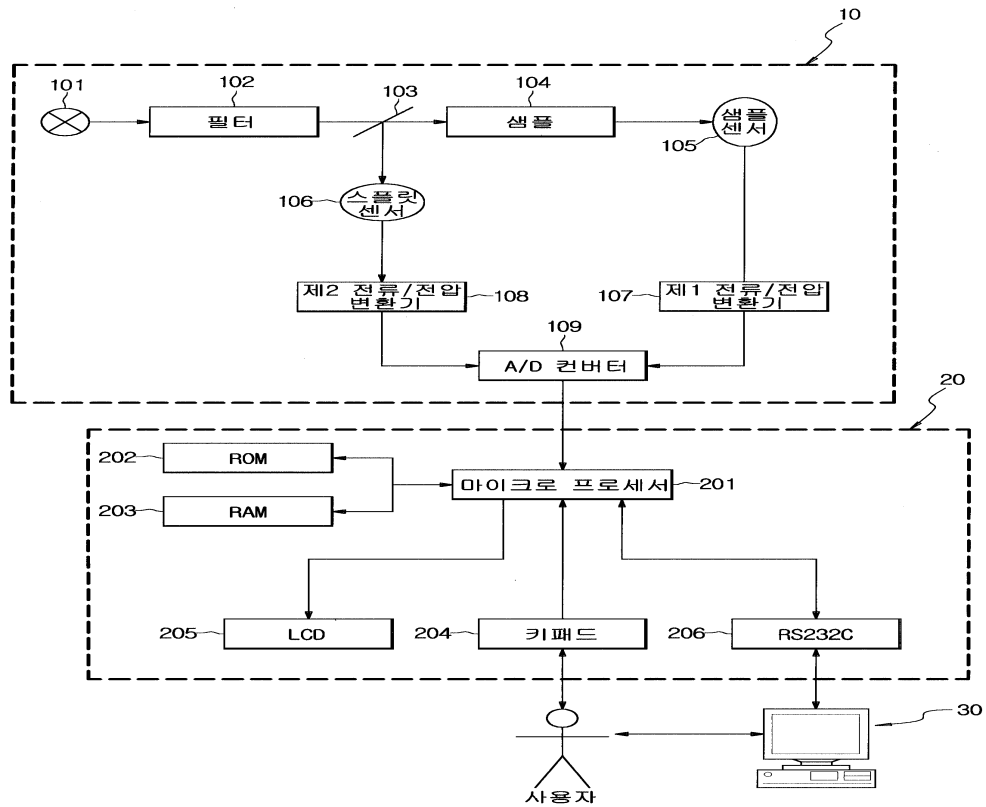 10
101
102
103
104
필터
샘플
샘플
센서
105
106
스플릿
센서
제2 전류/전압
변환기
108
107
제1 전류/전압
변환기
109
A/D 컨버터
20
202
ROM
마이크로 프로세서
201
203
RAM
205
LCD
204
키패드
206
RS232C
30
사용자